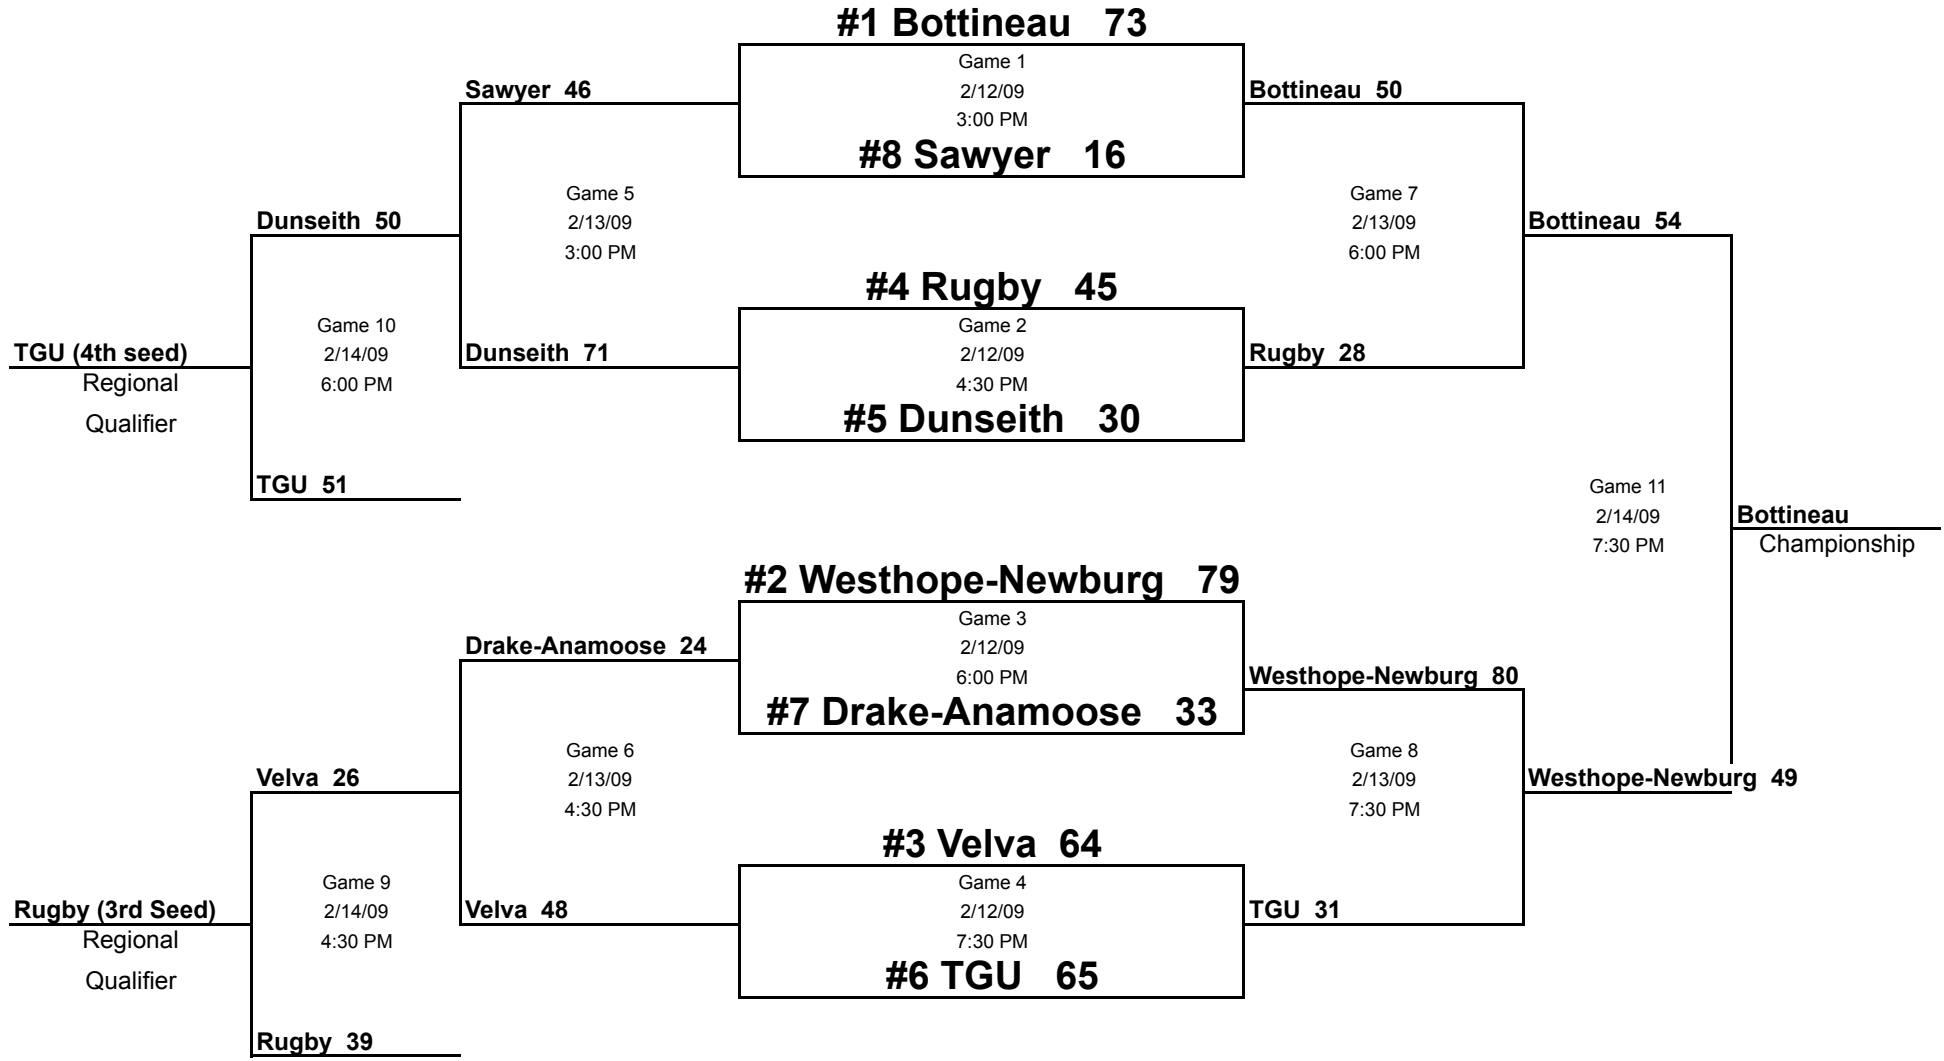 #1 Bottineau 73
Game 1
Sawyer 46
2/12/09
Bottineau 50
3:00 PM
#8 Sawyer 16
Game 5
Game 7
Dunseith 50
2/13/09
2/13/09
Bottineau 54
3:00 PM
6:00 PM
#4 Rugby 45
Game 10
Game 2
TGU (4th seed)
2/14/09
Dunseith 71
2/12/09
Rugby 28
Regional
6:00 PM
4:30 PM
Qualifier
#5 Dunseith 30
TGU 51
Game 11
2/14/09
Bottineau
7:30 PM
Championship
#2 Westhope-Newburg 79
Game 3
Drake-Anamoose 24
2/12/09
6:00 PM
Westhope-Newburg 80
#7 Drake-Anamoose 33
Game 6
Game 8
Velva 26
2/13/09
2/13/09
Westhope-Newburg 49
4:30 PM
7:30 PM
#3 Velva 64
Game 9
Game 4
Rugby (3rd Seed)
2/14/09
Velva 48
2/12/09
TGU 31
Regional
4:30 PM
7:30 PM
Qualifier
#6 TGU 65
Rugby 39